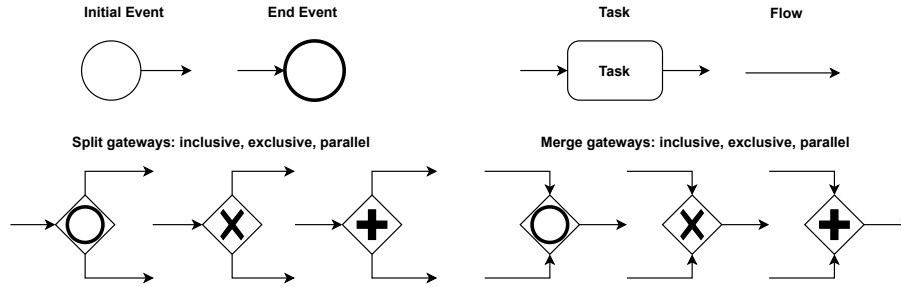 Initial Event
End Event
Task
Flow
Task
Split gateways: inclusive, exclusive, parallel
Merge gateways: inclusive, exclusive, parallel